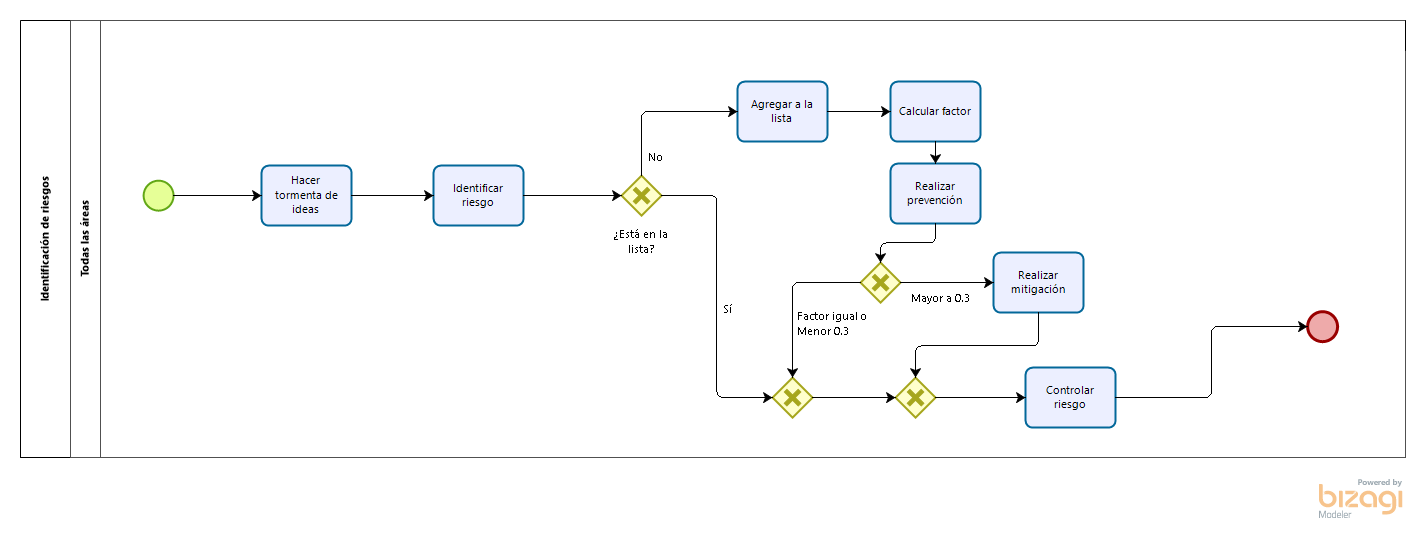 Identificación de riesgos
Todas las áreas
Hacer
tormenta de
ideas
Identificar
riesgo
¿Está en la
lista?
No
Sí
Agregar a la
lista
Calcular factor
Realizar
prevención
Mayor a 0.3
Factor igual o
Menor 0.3
Realizar
mitigación
Controlar
riesgo
Powered by
bizagi
Modeler